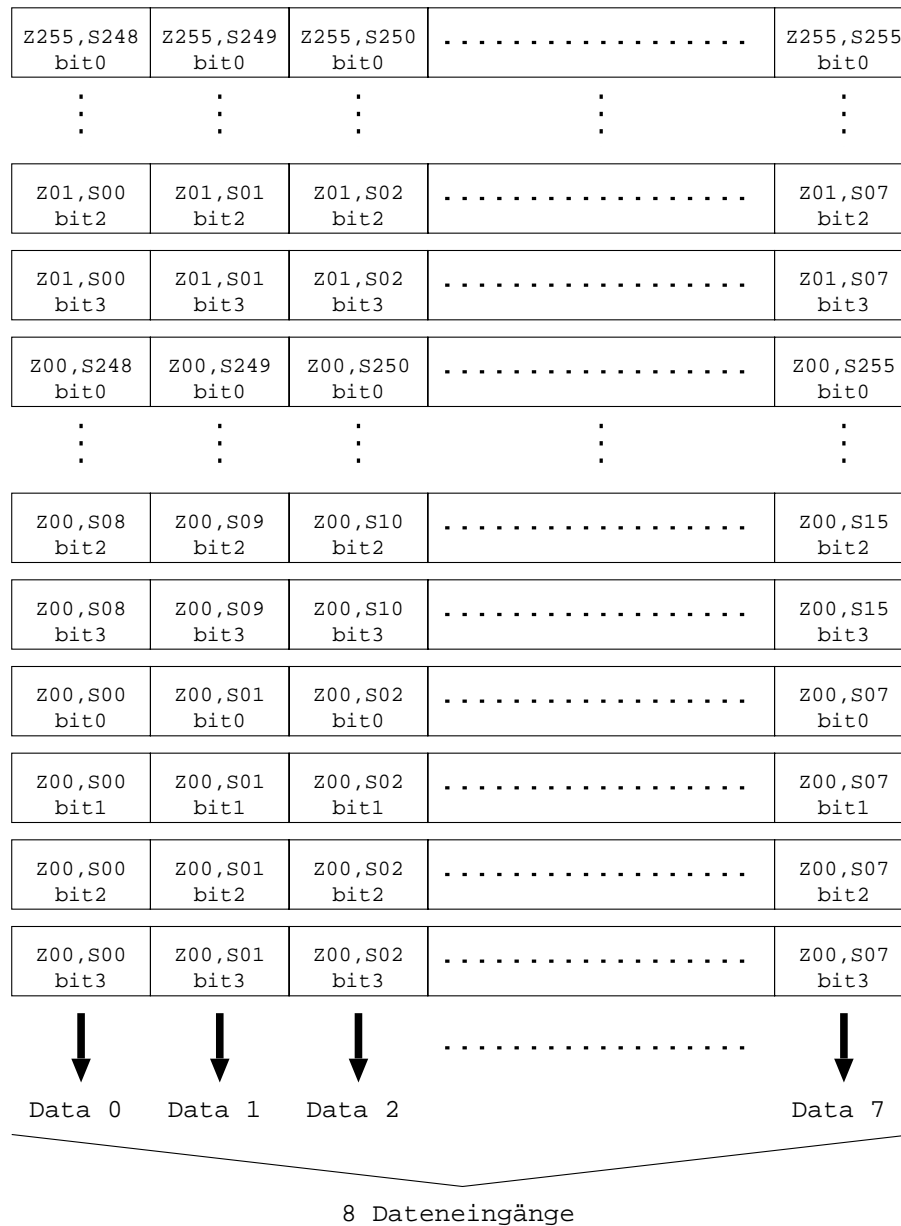 Z255,S248 Z255,S249 Z255,S250 . . . . . . . . . . . . . . . . . . Z255,S255
bit0 bit0 bit0 bit0
Z01,S00 Z01,S01 Z01,S02 . . . . . . . . . . . . . . . . . . Z01,S07
bit2 bit2 bit2 bit2
Z01,S00 Z01,S01 Z01,S02 . . . . . . . . . . . . . . . . . . Z01,S07
bit3 bit3 bit3 bit3
Z00,S248 Z00,S249 Z00,S250 . . . . . . . . . . . . . . . . . . Z00,S255
bit0 bit0 bit0 bit0
Z00,S08 Z00,S09 Z00,S10 . . . . . . . . . . . . . . . . . . Z00,S15
bit2 bit2 bit2 bit2
Z00,S08 Z00,S09 Z00,S10 . . . . . . . . . . . . . . . . . . Z00,S15
bit3 bit3 bit3 bit3
Z00,S00 Z00,S01 Z00,S02 . . . . . . . . . . . . . . . . . . Z00,S07
bit0 bit0 bit0 bit0
Z00,S00 Z00,S01 Z00,S02 . . . . . . . . . . . . . . . . . . Z00,S07
bit1 bit1 bit1 bit1
Z00,S00 Z00,S01 Z00,S02 . . . . . . . . . . . . . . . . . . Z00,S07
bit2 bit2 bit2 bit2
Z00,S00 Z00,S01 Z00,S02 . . . . . . . . . . . . . . . . . . Z00,S07
bit3 bit3 bit3 bit3
. . . . . . . . . . . . . . . . . .
Data 0 Data 1 Data 2 Data 7
8 Dateneingänge